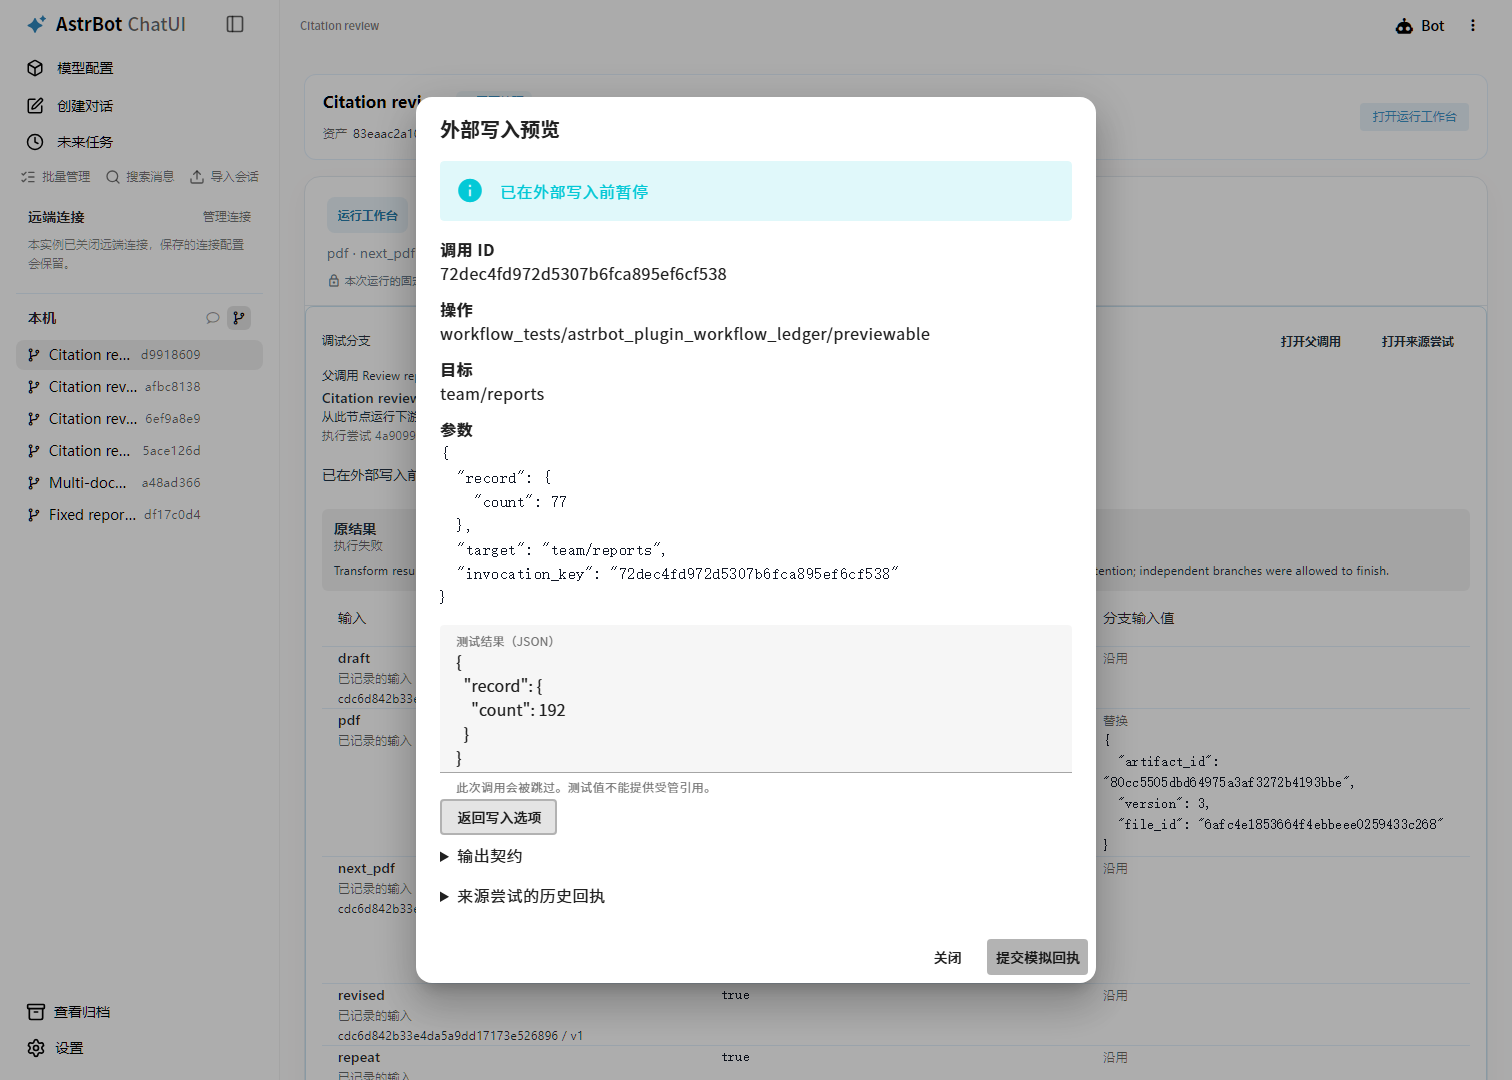 AstrBot ChatUI
模型配置
创建对话
未来任务
批量管理 搜索消息 导入会话
远端连接 管理连接
本实例已关闭远端连接，保存的连接配置
会保留。
本机
Citation re... d9918609
Citation rev... afbc8138
Citation rev... 6ef9a8e9
Citation re... 5ace126d
Multi-doc... a48ad366
Fixed repor... df17c0d4
查看归档
设置
Citation review
Bot
Citation revi
资产 83eaac2a1
打开运行工作台
运行工作台
pdf · next_pdf
本次运行的固
调试分支
打开父调用 打开来源尝试
父调用 Review rep
Citation review
从此节点运行下游
执行尝试 4a9099
已在外部写入前
原结果
执行失败
Transform resu
tention; independent branches were allowed to finish.
输入 分支输入值
draft 沿用
已记录的输入
cdc6d842b33e
pdf 替换
已记录的输入
{
"artifact_id":
"80cc5505dbd64975a3af3272b4193bbe",
"version": 3,
"file_id": "6afc4e1853664f4ebbeee0259433c268"
}
next_pdf 沿用
已记录的输入
cdc6d842b33e
revised true 沿用
已记录的输入
cdc6d842b33e4da5a9dd17173e526896 / v1
repeat true 沿用
已记录的输入
外部写入预览
已在外部写入前暂停
调用 ID
72dec4fd972d5307b6fca895ef6cf538
操作
workflow_tests/astrbot_plugin_workflow_ledger/previewable
目标
team/reports
参数
{
"record": {
"count": 77
},
"target": "team/reports",
"invocation_key": "72dec4fd972d5307b6fca895ef6cf538"
}
测试结果（JSON）
{
"record": {
"count": 192
}
}
此次调用会被跳过。测试值不能提供受管引用。
返回写入选项
▶ 输出契约
▶ 来源尝试的历史回执
关闭 提交模拟回执